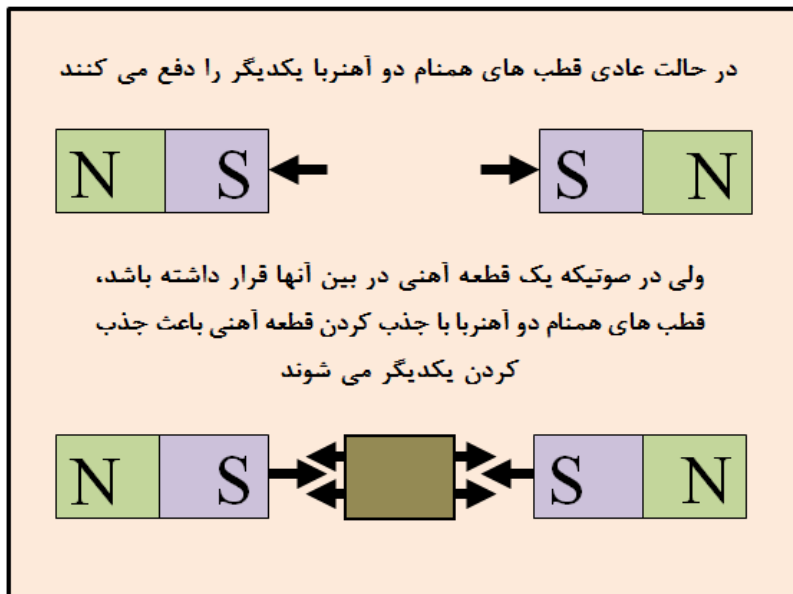 در حالت عادی قطب های همنام دو آهنربا یکدیگر را دفع می کنند
N S S N
ولی در صوتیکه یک قطعه آهنی در بین آنها قرار داشته باشد،
قطب های همنام دو آهنربا با جذب کردن قطعه آهنی باعث جذب
کردن یکدیگر می شوند
N S S N